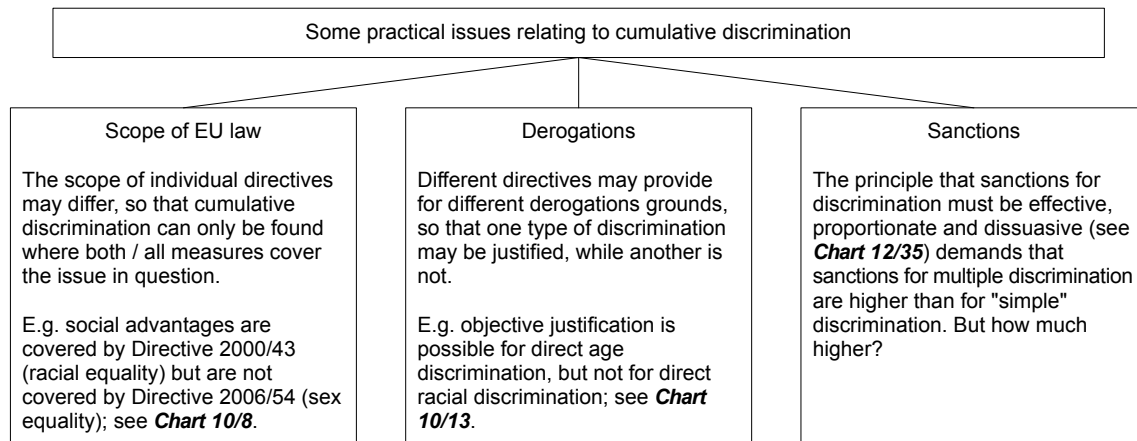 Some practical issues relating to cumulative discrimination
Scope of EU law
The scope of individual directives
may differ, so that cumulative
discrimination can only be found
where both / all measures cover
the issue in question.
E.g. social advantages are
covered by Directive 2000/43
(racial equality) but are not
covered by Directive 2006/54 (sex
equality); see Chart 10/8.
Derogations
Different directives may provide
for different derogations grounds,
so that one type of discrimination
may be justified, while another is
not.
E.g. objective justification is
possible for direct age
discrimination, but not for direct
racial discrimination; see Chart
10/13.
Sanctions
The principle that sanctions for
discrimination must be effective,
proportionate and dissuasive (see
Chart 12/35) demands that
sanctions for multiple discrimination
are higher than for "simple"
discrimination. But how much
higher?